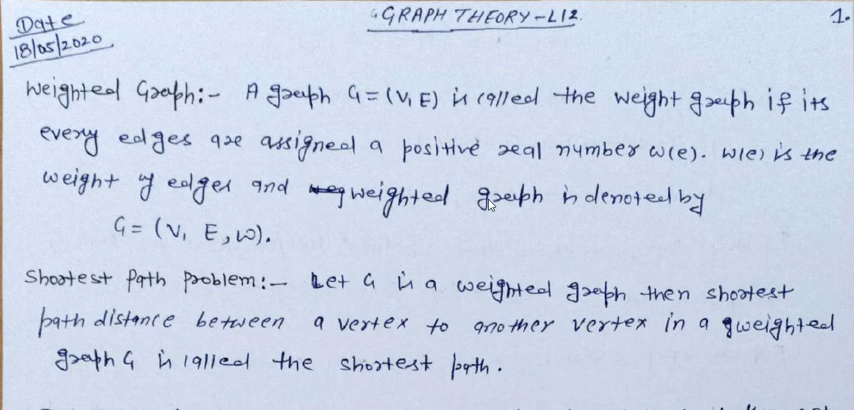 Date
18/05/2020
GRAPH THEORY-L12.
1.
Weighted Graph:- A graph G=(V, E) is called the weight graph if its
every edges are assigned a positive real number w(e). w(e) is the
weight of edges and weighted graph is denoted by
G = (V, E, w).
Shortest Path Problem:- Let G is a weighted graph then shortest
path distance between a vertex to another vertex in a gweighted
graph G is called the shortest path.